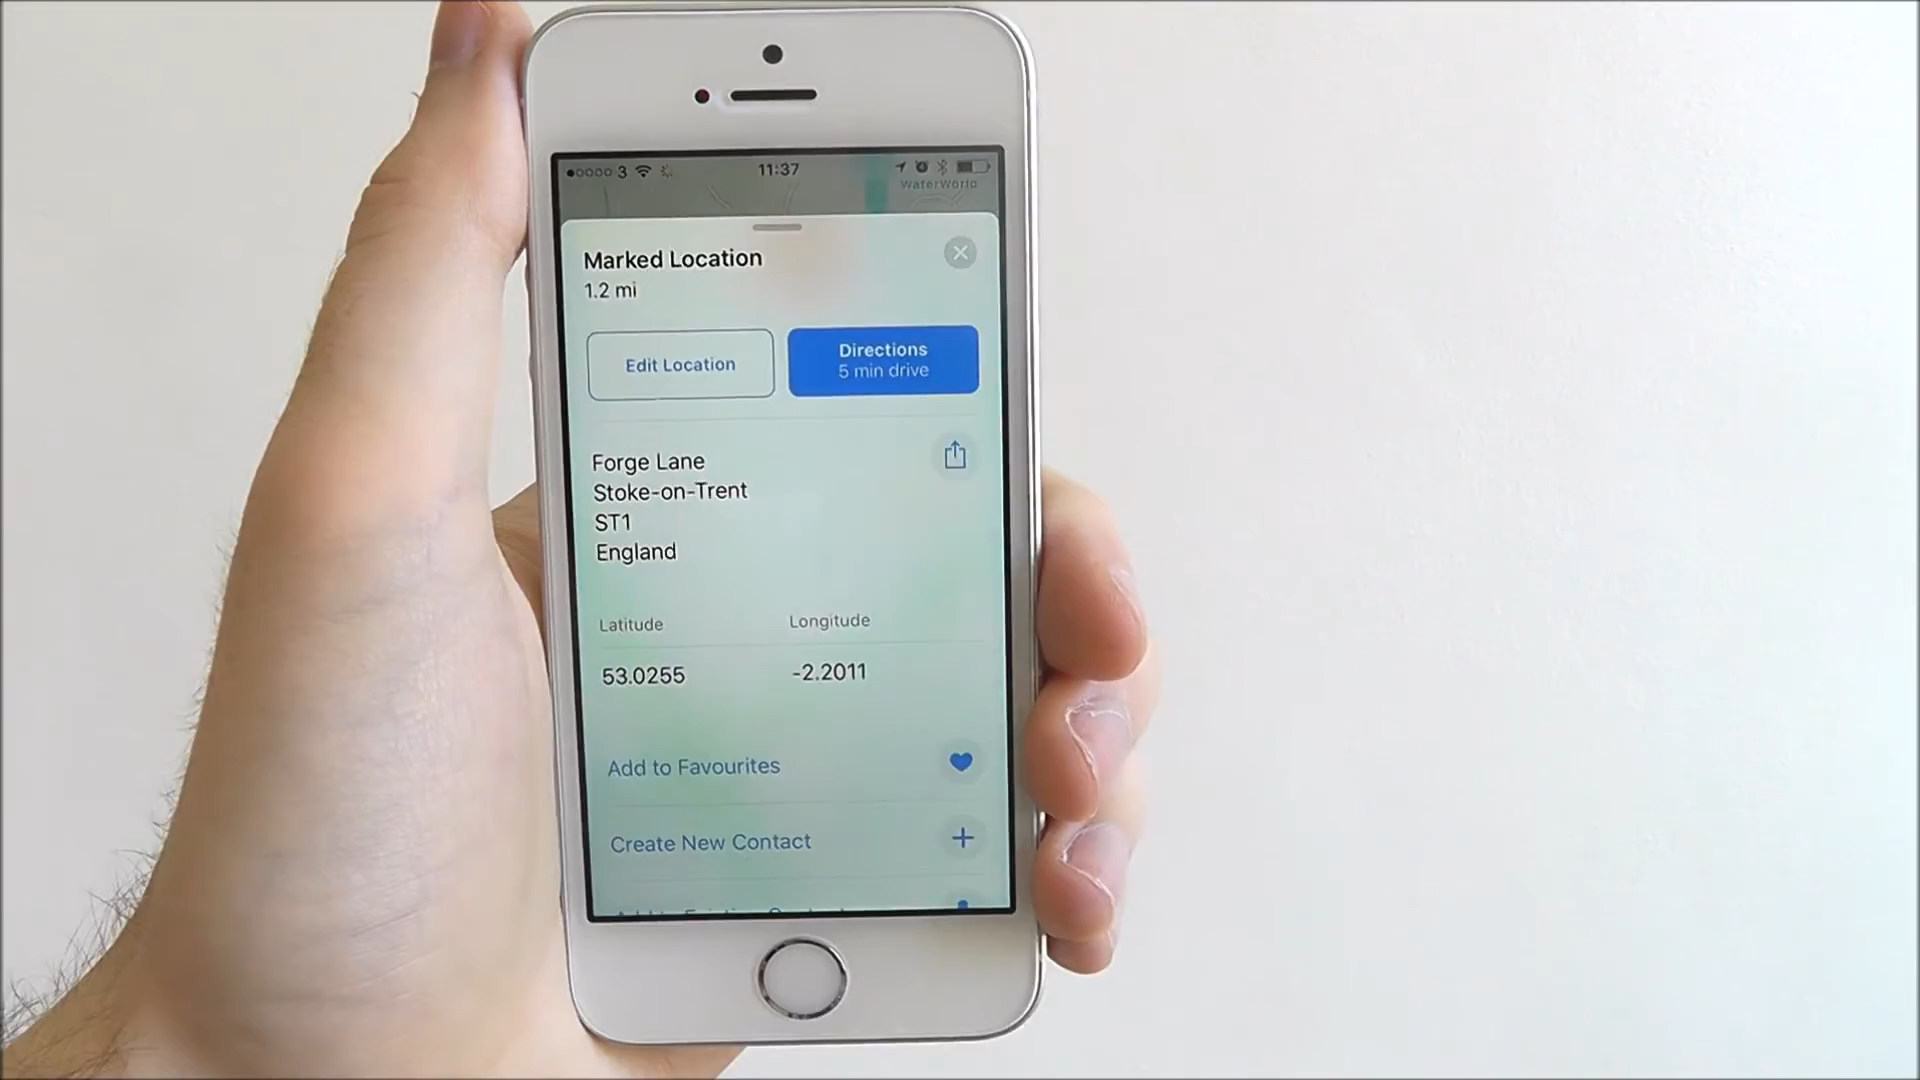 3 11:37
WaterWorld
Marked Location
1.2 mi
Edit Location
Directions
5 min drive
Forge Lane
Stoke-on-Trent
ST1
England
Latitude Longitude
53.0255 -2.2011
Add to Favourites
Create New Contact